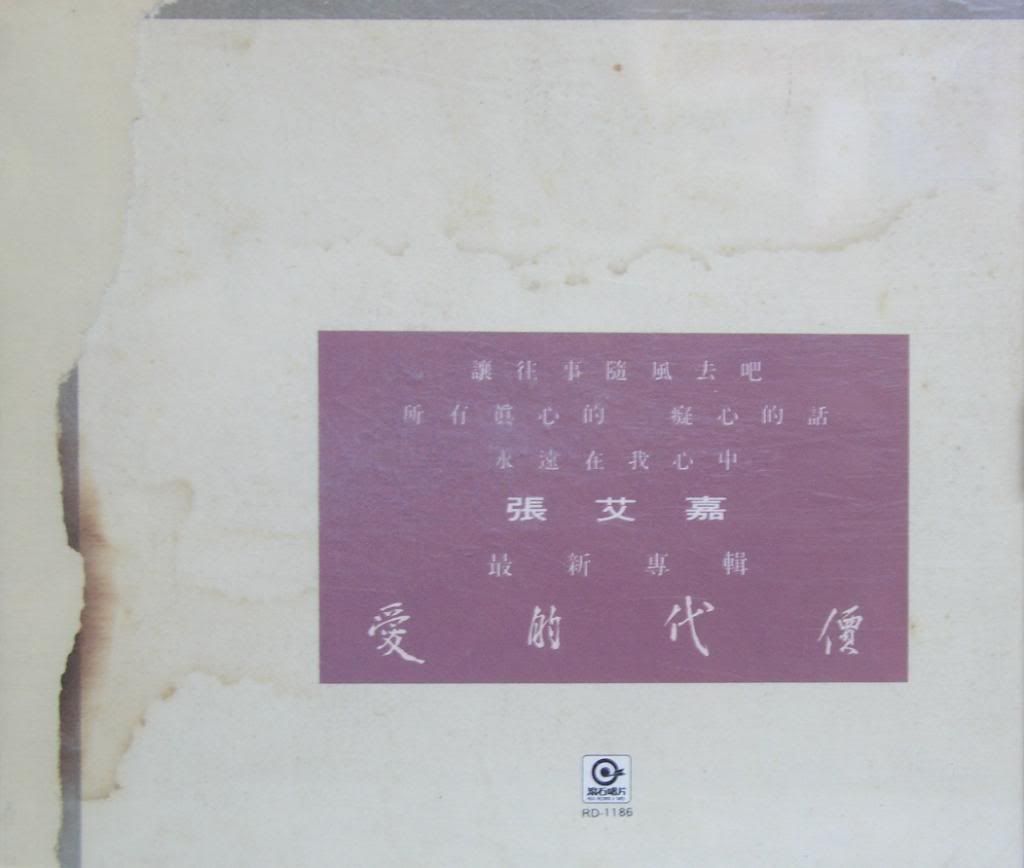 讓往事隨風去吧
所有眞心的 癡心的話
永遠在我心中
張艾嘉
最新專輯
愛的代價
滾石唱片
RD-1186